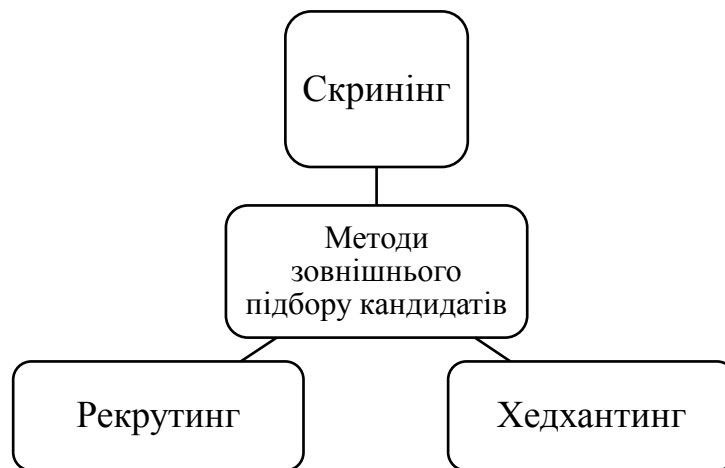 Скринінг
Методи
зовнішнього
підбору кандидатів
Рекрутинг
Хедхантинг